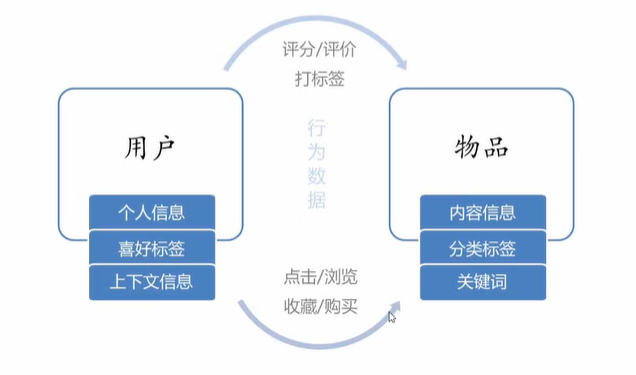 评分/评价
打标签
用户
物品
行
为
数
据
个人信息
喜好标签
上下文信息
内容信息
分类标签
关键词
点击/浏览
收藏/购买